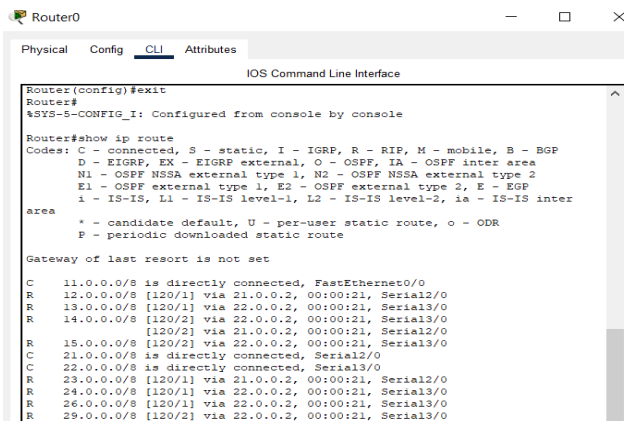 Router0
Physical Config CLI Attributes
IOS Command Line Interface
Router(config)#exit
Router#
%SYS-5-CONFIG_I: Configured from console by console
Router#show ip route
Codes: C - connected, S - static, I - IGRP, R - RIP, M - mobile, B - BGP
D - EIGRP, EX - EIGRP external, O - OSPF, IA - OSPF inter area
N1 - OSPF NSSA external type 1, N2 - OSPF NSSA external type 2
E1 - OSPF external type 1, E2 - OSPF external type 2, E - EGP
i - IS-IS, L1 - IS-IS level-1, L2 - IS-IS level-2, ia - IS-IS inter
area
* - candidate default, U - per-user static route, o - ODR
P - periodic downloaded static route
Gateway of last resort is not set
C 11.0.0.0/8 is directly connected, FastEthernet0/0
R 12.0.0.0/8 [120/1] via 21.0.0.2, 00:00:21, Serial2/0
R 13.0.0.0/8 [120/1] via 22.0.0.2, 00:00:21, Serial3/0
R 14.0.0.0/8 [120/2] via 22.0.0.2, 00:00:21, Serial3/0
[120/2] via 21.0.0.2, 00:00:21, Serial2/0
R 15.0.0.0/8 [120/2] via 22.0.0.2, 00:00:21, Serial3/0
C 21.0.0.0/8 is directly connected, Serial2/0
C 22.0.0.0/8 is directly connected, Serial3/0
R 23.0.0.0/8 [120/1] via 21.0.0.2, 00:00:21, Serial2/0
R 24.0.0.0/8 [120/1] via 22.0.0.2, 00:00:21, Serial3/0
R 26.0.0.0/8 [120/1] via 22.0.0.2, 00:00:21, Serial3/0
R 29.0.0.0/8 [120/2] via 22.0.0.2, 00:00:21, Serial3/0